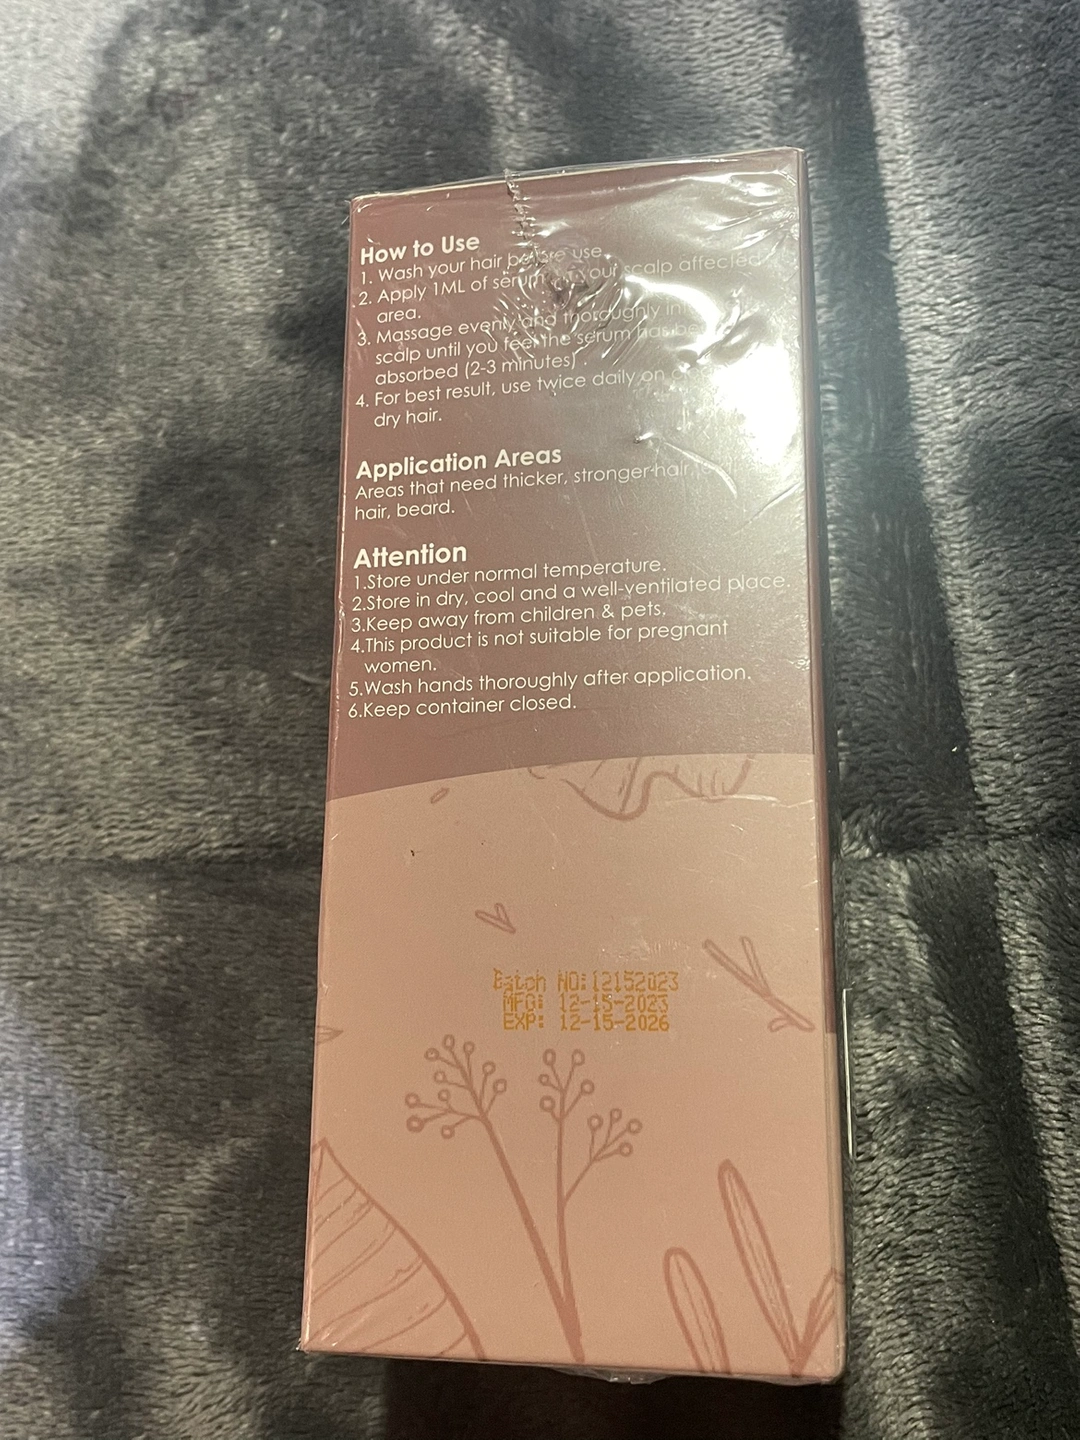 How to Use
1. Wash your hair before use.
2. Apply 1ML of serum on your scalp affected
area.
3. Massage evenly and thoroughly in
scalp until you feel the serum has
absorbed (2-3 minutes) .
4. For best result, use twice daily on
dry hair.
Application Areas
Areas that need thicker, stronger hair,
hair, beard.
Attention
1.Store under normal temperature.
2.Store in dry, cool and a well-ventilated place.
3.Keep away from children & pets.
4.This product is not suitable for pregnant
women.
5.Wash hands thoroughly after application.
6.Keep container closed.
Batch NO:12152023
MFG: 12-15-2023
EXP: 12-15-2026